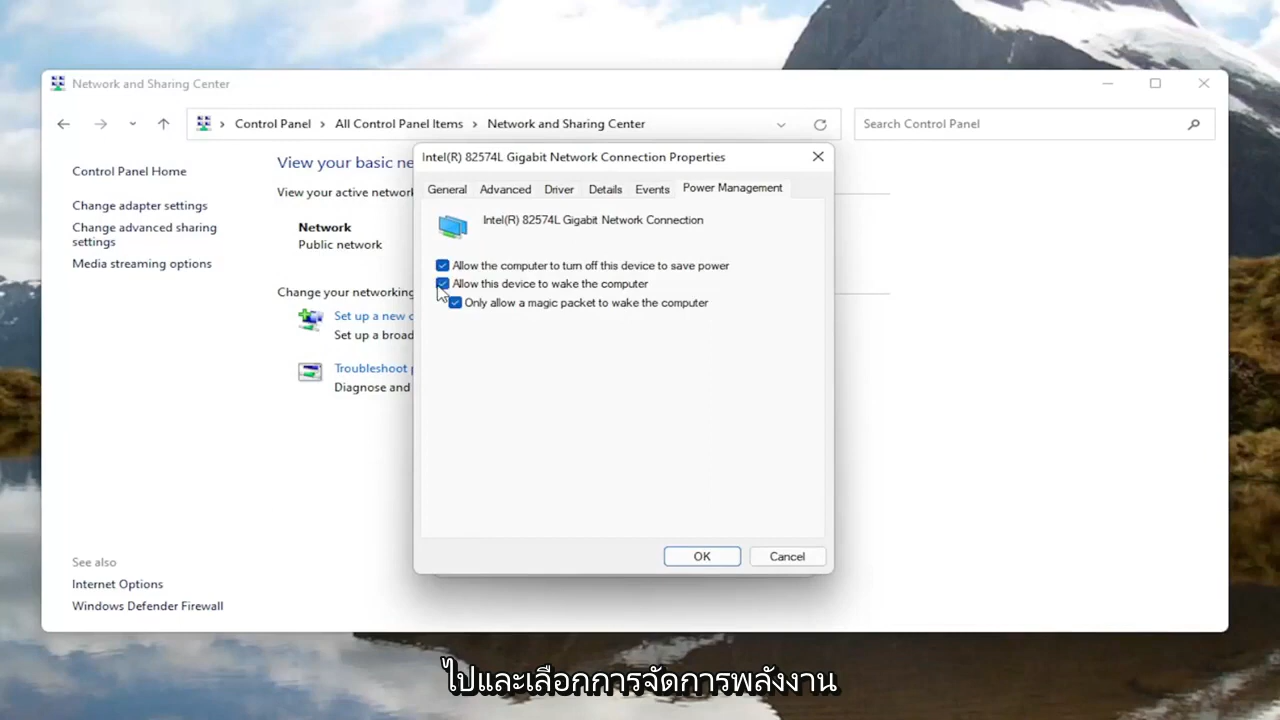 Network and Sharing Center
Control Panel > All Control Panel Items > Network and Sharing Center
Search Control Panel
Control Panel Home
Change adapter settings
Change advanced sharing
settings
Media streaming options
See also
Internet Options
Windows Defender Firewall
View your basic ne
View your active networ
Network
Public network
Change your networking
Set up a new c
Set up a broad
Troubleshoot
Diagnose and
Intel(R) 82574L Gigabit Network Connection Properties
General Advanced Driver Details Events Power Management
Intel(R) 82574L Gigabit Network Connection
Allow the computer to turn off this device to save power
Allow this device to wake the computer
Only allow a magic packet to wake the computer
OK Cancel
ไปและเลือกการจัดการพลังงาน